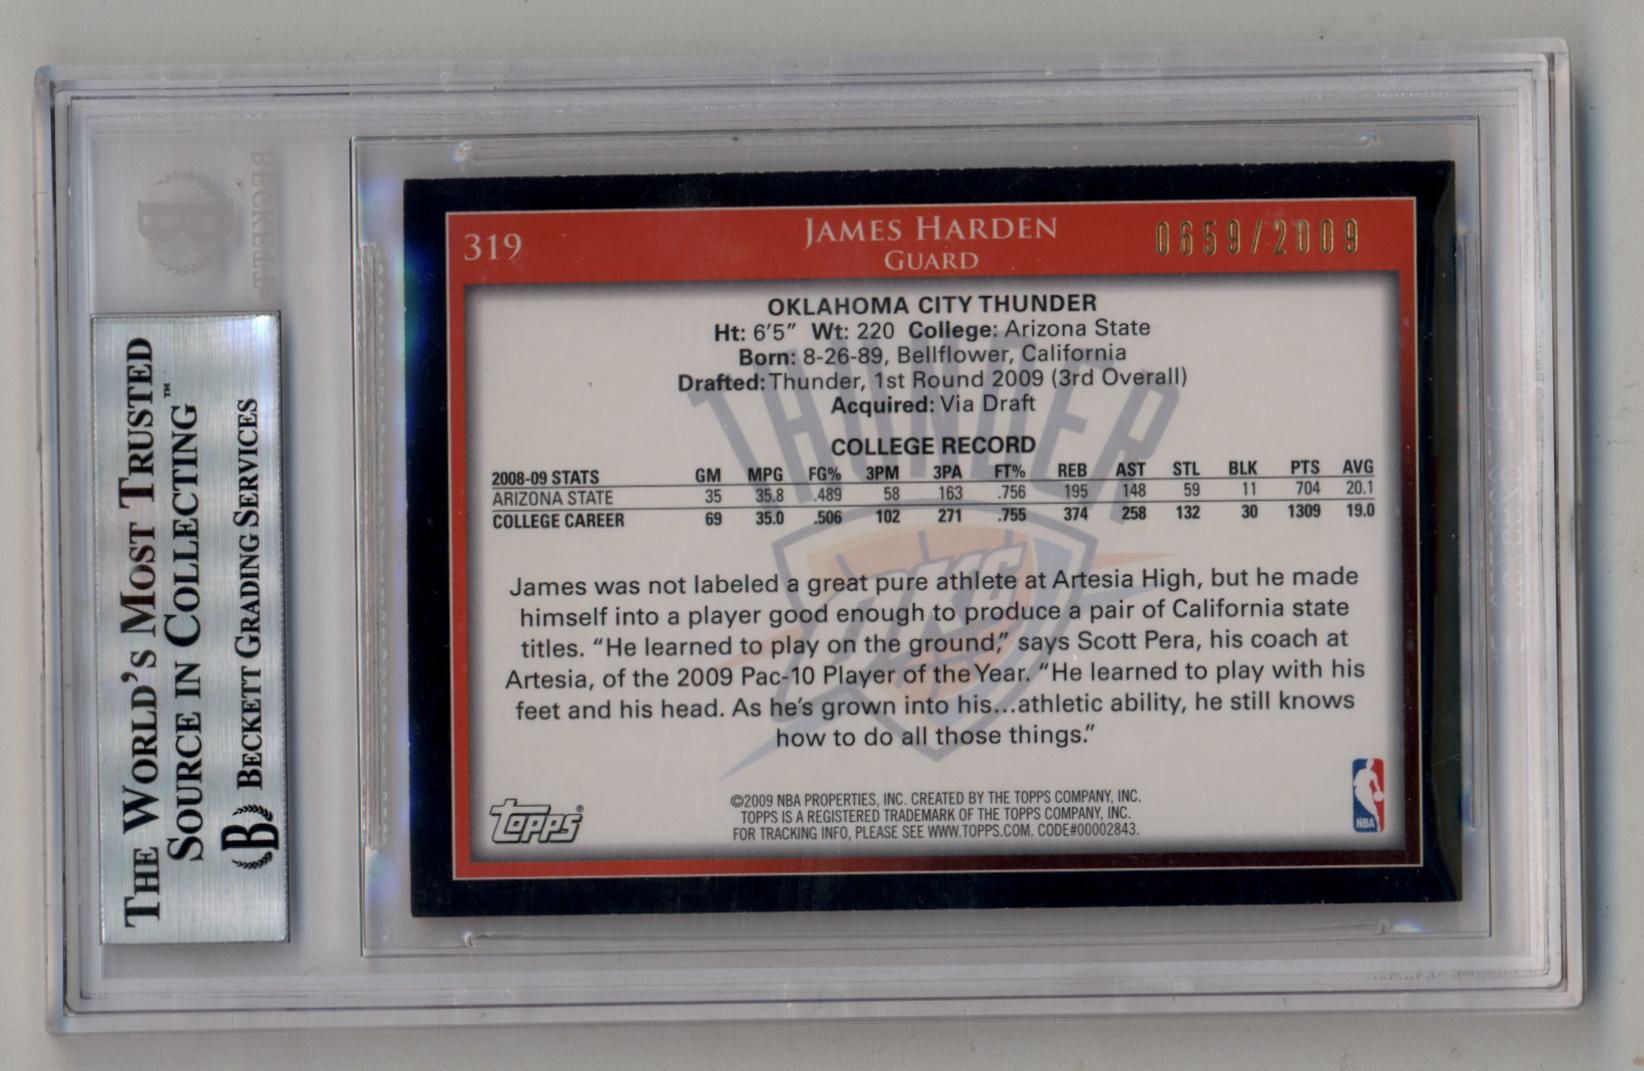 THE WORLD'S MOST TRUSTED
SOURCE IN COLLECTING™
B BECKETT GRADING SERVICES
B
BECKETT
319
JAMES HARDEN
0659/2009
GUARD
OKLAHOMA CITY THUNDER
Ht: 6'5" Wt: 220 College: Arizona State
Born: 8-26-89, Bellflower, California
Drafted: Thunder, 1st Round 2009 (3rd Overall)
Acquired: Via Draft
THUNDER
COLLEGE RECORD
2008-09 STATS GM MPG FG% 3PM 3PA FT% REB AST STL BLK PTS AVG
ARIZONA STATE 35 35.8 .489 58 163 .756 195 148 59 11 704 20.1
COLLEGE CAREER 69 35.0 .506 102 271 .755 374 258 132 30 1309 19.0
OKC
James was not labeled a great pure athlete at Artesia High, but he made
himself into a player good enough to produce a pair of California state
titles. “He learned to play on the ground,” says Scott Pera, his coach at
Artesia, of the 2009 Pac-10 Player of the Year. “He learned to play with his
feet and his head. As he's grown into his...athletic ability, he still knows
how to do all those things.”
Topps®
©2009 NBA PROPERTIES, INC. CREATED BY THE TOPPS COMPANY, INC.
TOPPS IS A REGISTERED TRADEMARK OF THE TOPPS COMPANY, INC.
FOR TRACKING INFO, PLEASE SEE WWW.TOPPS.COM. CODE#00002843.
NBA